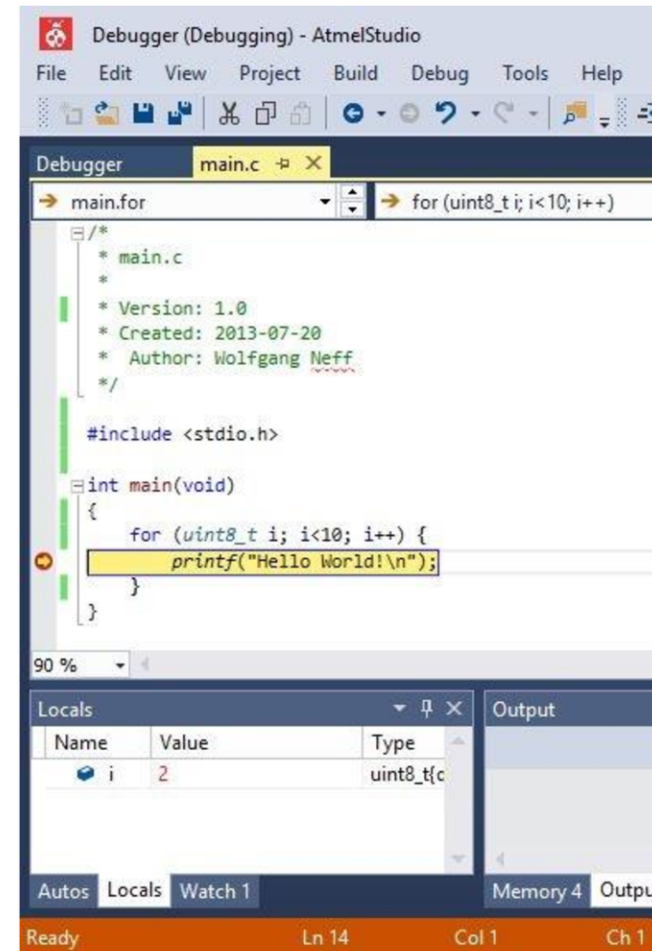 Debugger (Debugging) - AtmelStudio
File Edit View Project Build Debug Tools Help
Debugger main.c
main.for for (uint8_t i; i<10; i++)
/*
* main.c
*
* Version: 1.0
* Created: 2013-07-20
* Author: Wolfgang Neff
*/
#include <stdio.h>
int main(void)
{
for (uint8_t i; i<10; i++) {
printf("Hello World!\n");
}
}
90 %
Locals Output
Name Value Type
i 2 uint8_t{
Autos Locals Watch 1 Memory 4 Outpu
Ready Ln 14 Col 1 Ch 1